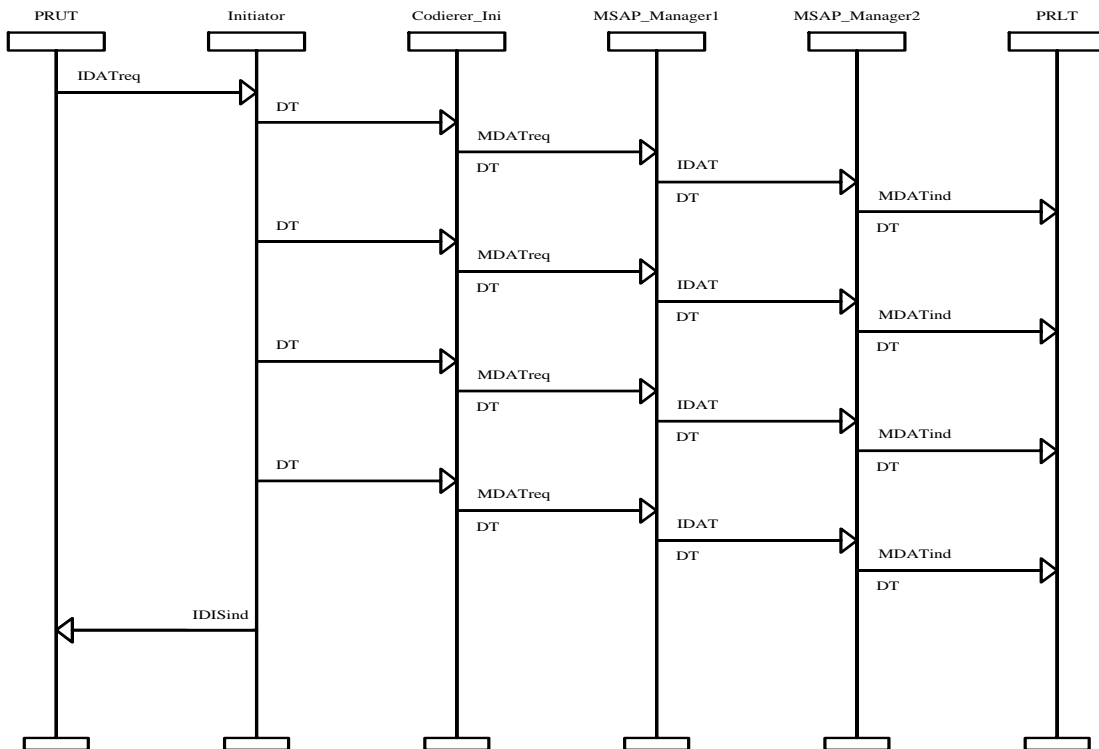 PRUT Initiator Codierer_Ini MSAP_Manager1 MSAP_Manager2 PRLT
IDATreq
DT
MDATreq
DT
IDAT
DT
MDATind
DT
DT
MDATreq
DT
IDAT
DT
MDATind
DT
DT
MDATreq
DT
IDAT
DT
MDATind
DT
DT
MDATreq
DT
IDAT
DT
MDATind
DT
IDISind